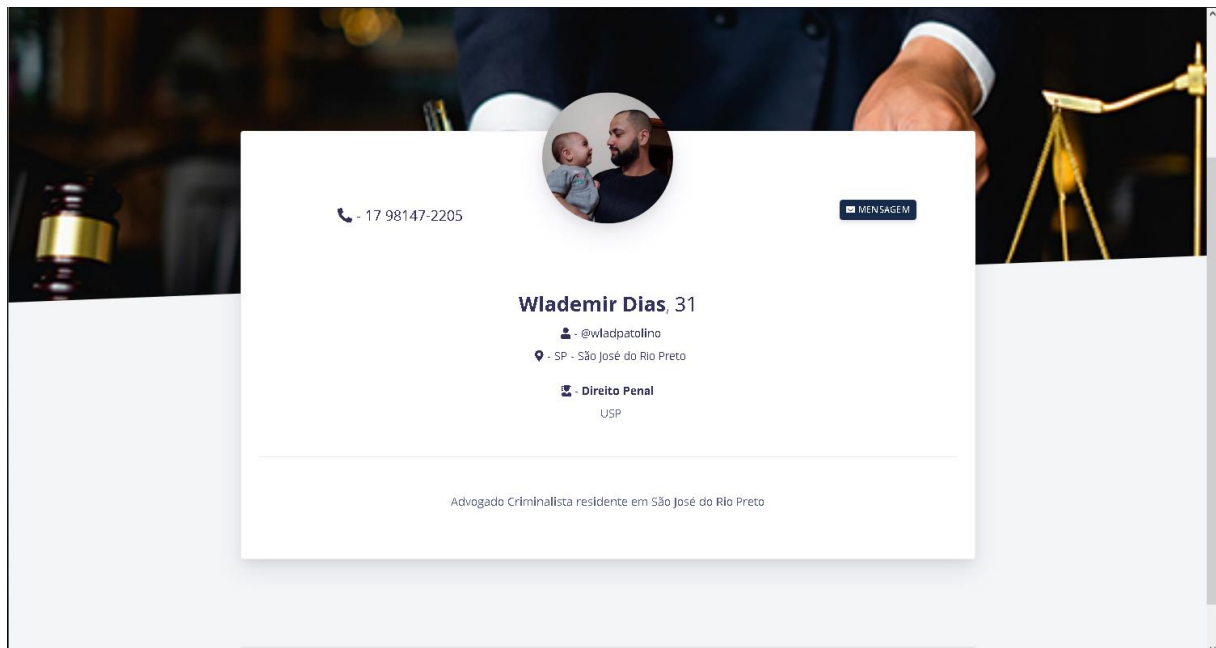 - 17 98147-2205
MENSAGEM
Wlademir Dias, 31
- @wladpatolino
- SP - São José do Rio Preto
- Direito Penal
USP
Advogado Criminalista residente em São José do Rio Preto